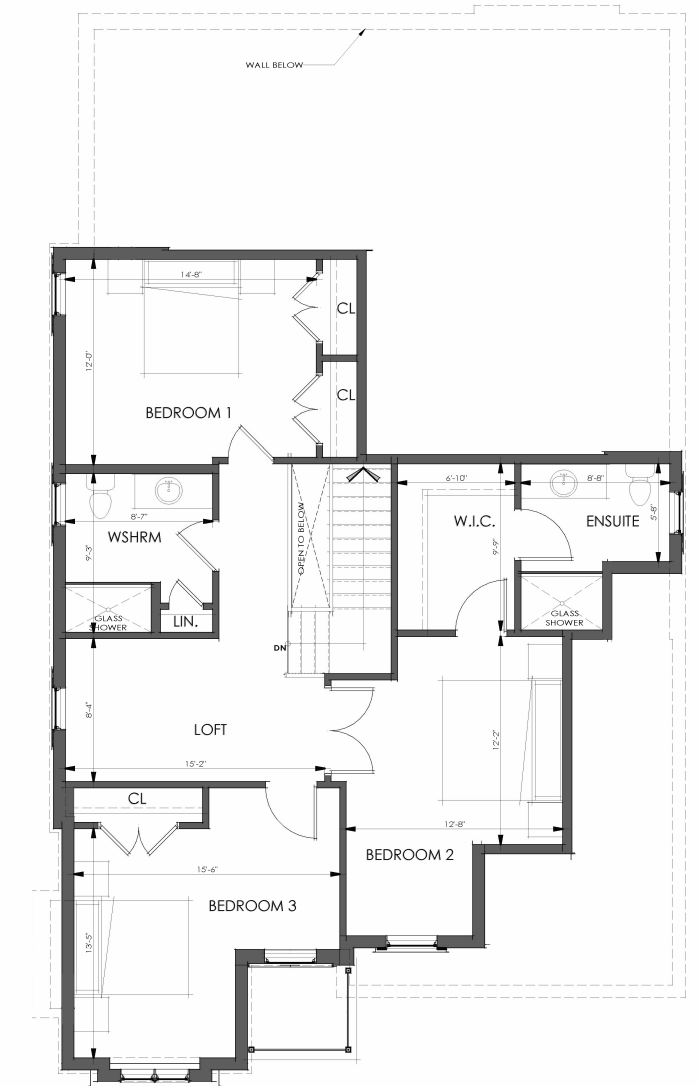 WALL BELOW
14'-8"
CL
12'-0"
CL
BEDROOM 1
6'-10"
8'-8"
8'-7"
OPEN TO BELOW
W.I.C.
ENSUITE
5'-8"
WSHRM
9'-3"
9'-9"
GLASS
SHOWER
LIN.
GLASS
SHOWER
DN
8'-4"
LOFT
12'-2"
15'-2"
CL
12'-8"
BEDROOM 2
15'-6"
BEDROOM 3
13'-5"